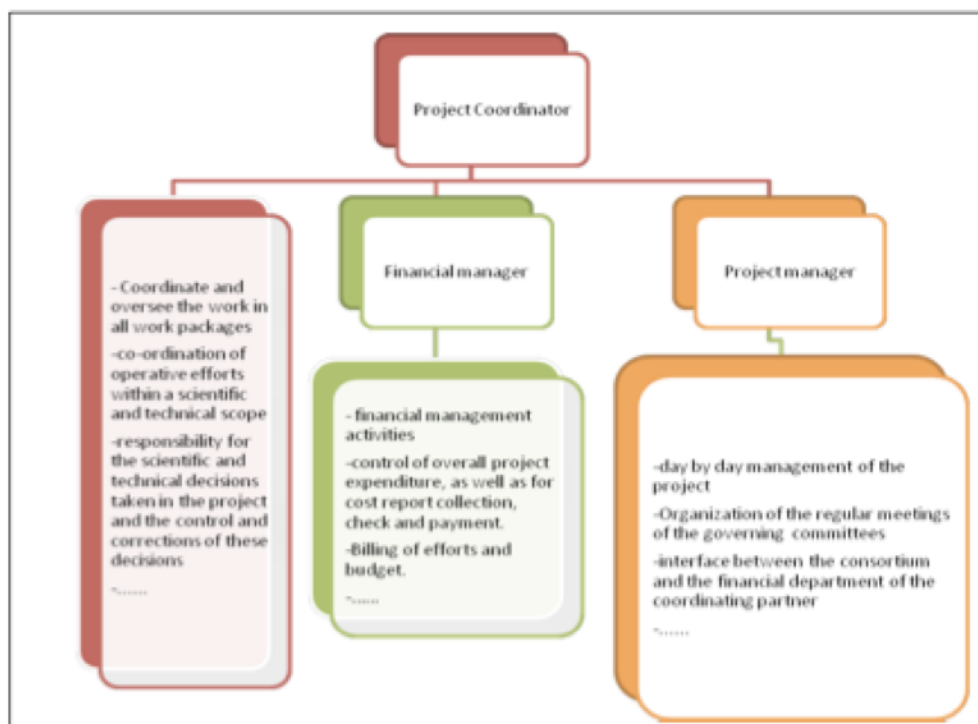 Project Coordinator
- Coordinate and
oversee the work in
all work packages
-co-ordination of
operative efforts
within a scientific
and technical scope
-responsibility for
the scientific and
technical decisions
taken in the project
and the control and
corrections of these
decisions
-......
Financial manager
- financial management
activities
-control of overall project
expenditure, as well as for
cost report collection,
check and payment.
-Billing of efforts and
budget.
-......
Project manager
-day by day management of the
project
-Organization of the regular meetings
of the governing committees
-interface between the consortium
and the financial department of the
coordinating partner
-......